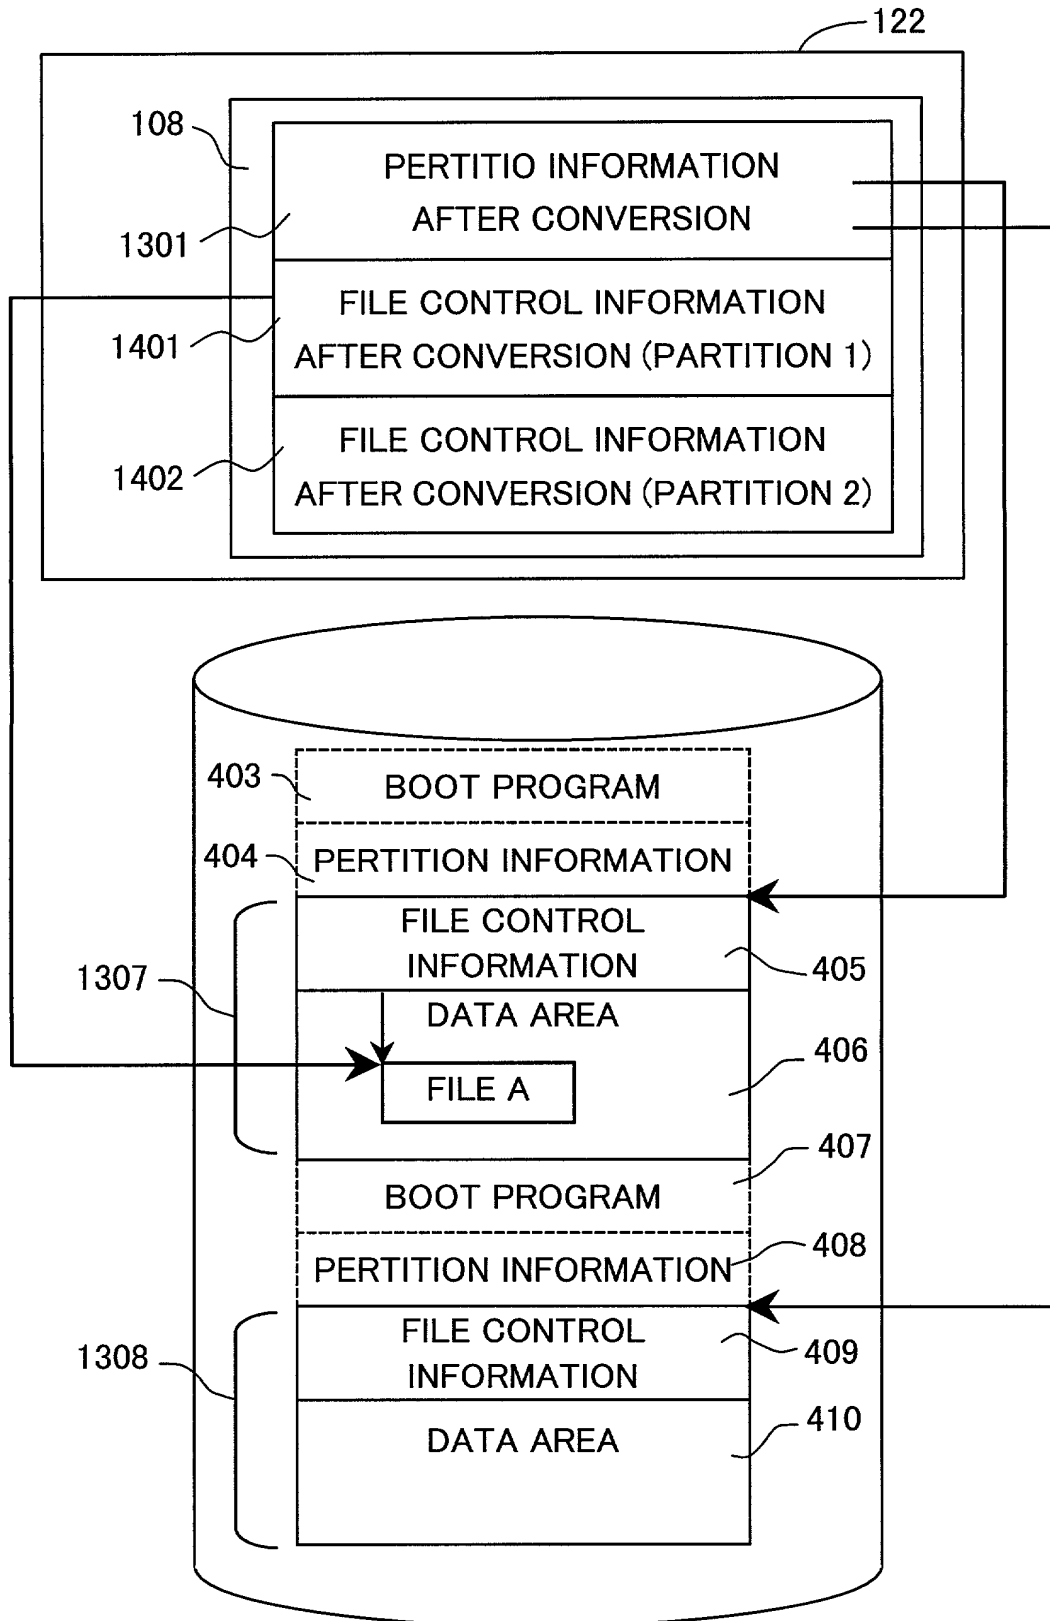 122
108
PERTITIO INFORMATION
AFTER CONVERSION
1301
FILE CONTROL INFORMATION
AFTER CONVERSION (PARTITION 1)
1401
FILE CONTROL INFORMATION
AFTER CONVERSION (PARTITION 2)
1402
403
BOOT PROGRAM
404
PERTITION INFORMATION
FILE CONTROL
INFORMATION
405
1307
DATA AREA
406
FILE A
407
BOOT PROGRAM
408
PERTITION INFORMATION
FILE CONTROL
INFORMATION
409
1308
DATA AREA
410